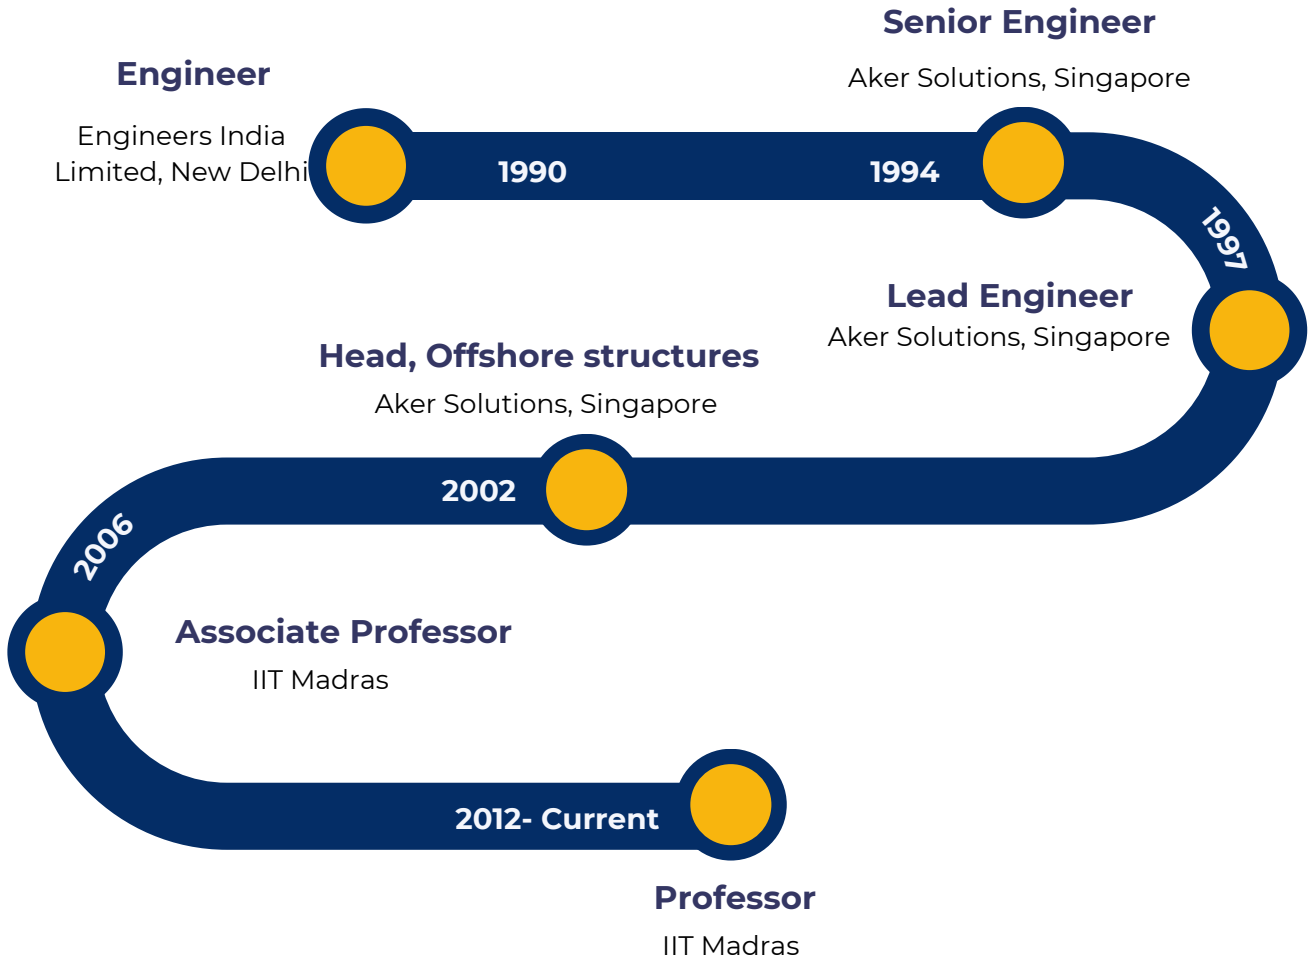 Engineer
Engineers India
Limited, New Delhi
1990
1994
Senior Engineer
Aker Solutions, Singapore
1997
Lead Engineer
Aker Solutions, Singapore
Head, Offshore structures
Aker Solutions, Singapore
2002
2006
Associate Professor
IIT Madras
2012- Current
Professor
IIT Madras